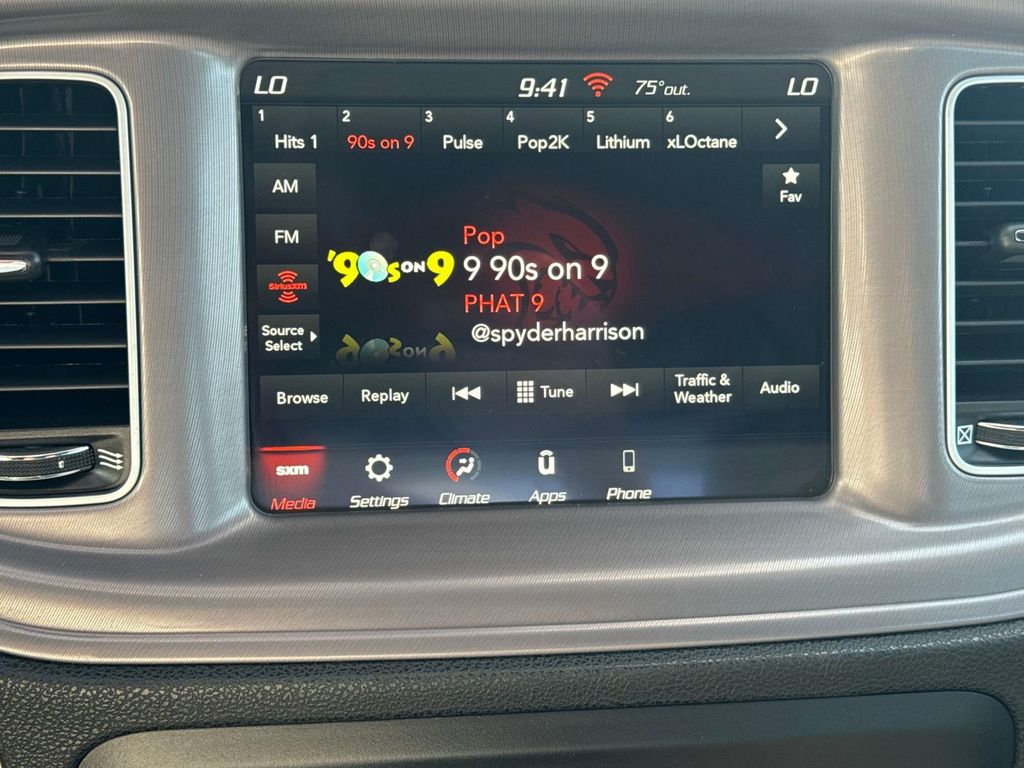 LO 9:41 75° out. LO
1 2 3 4 5 6
Hits 1 90s on 9 Pulse Pop2K Lithium xLOctane
AM
Fav
FM
Pop
'90s ON 9 9 90s on 9
SiriusXm
PHAT 9
@spyderharrison
Source
Select
Browse Replay Tune Traffic &
Weather Audio
sxm
Media Settings Climate Apps Phone